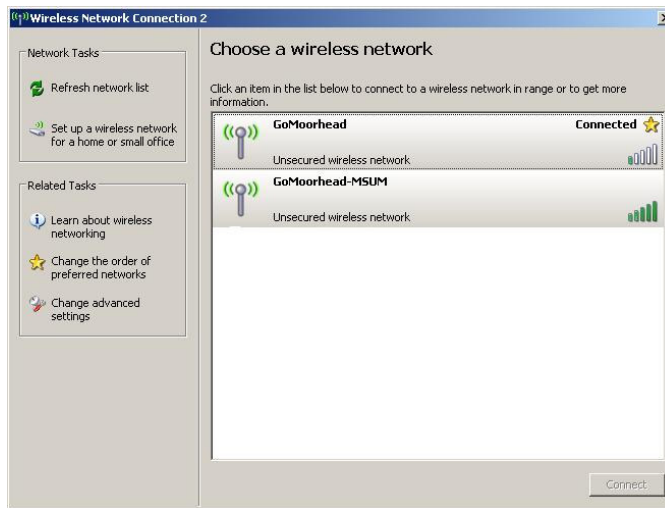 Wireless Network Connection 2
Network Tasks
Refresh network list
Set up a wireless network
for a home or small office
Related Tasks
Learn about wireless
networking
Change the order of
preferred networks
Change advanced
settings
Choose a wireless network
Click an item in the list below to connect to a wireless network in range or to get more
information.
GoMoorhead Connected
Unsecured wireless network
GoMoorhead-MSUM
Unsecured wireless network
Connect